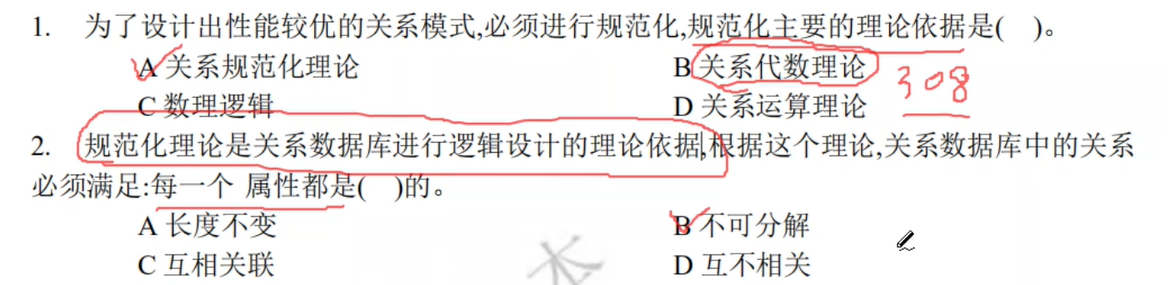 1. 为了设计出性能较优的关系模式,必须进行规范化,规范化主要的理论依据是( )。
A 关系规范化理论 B 关系代数理论 308
C 数理逻辑 D 关系运算理论
2. 规范化理论是关系数据库进行逻辑设计的理论依据,根据这个理论,关系数据库中的关系
必须满足:每一个 属性都是( )的。
A 长度不变 B 不可分解
C 互相关联 D 互不相关